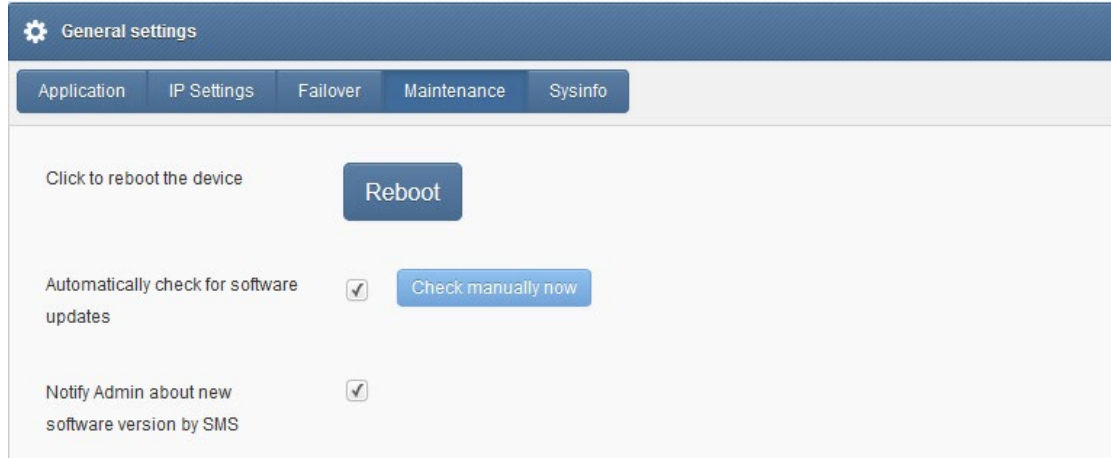 General settings
Application IP Settings Failover Maintenance Sysinfo
Click to reboot the device
Reboot
Automatically check for software
updates
Check manually now
Notify Admin about new
software version by SMS